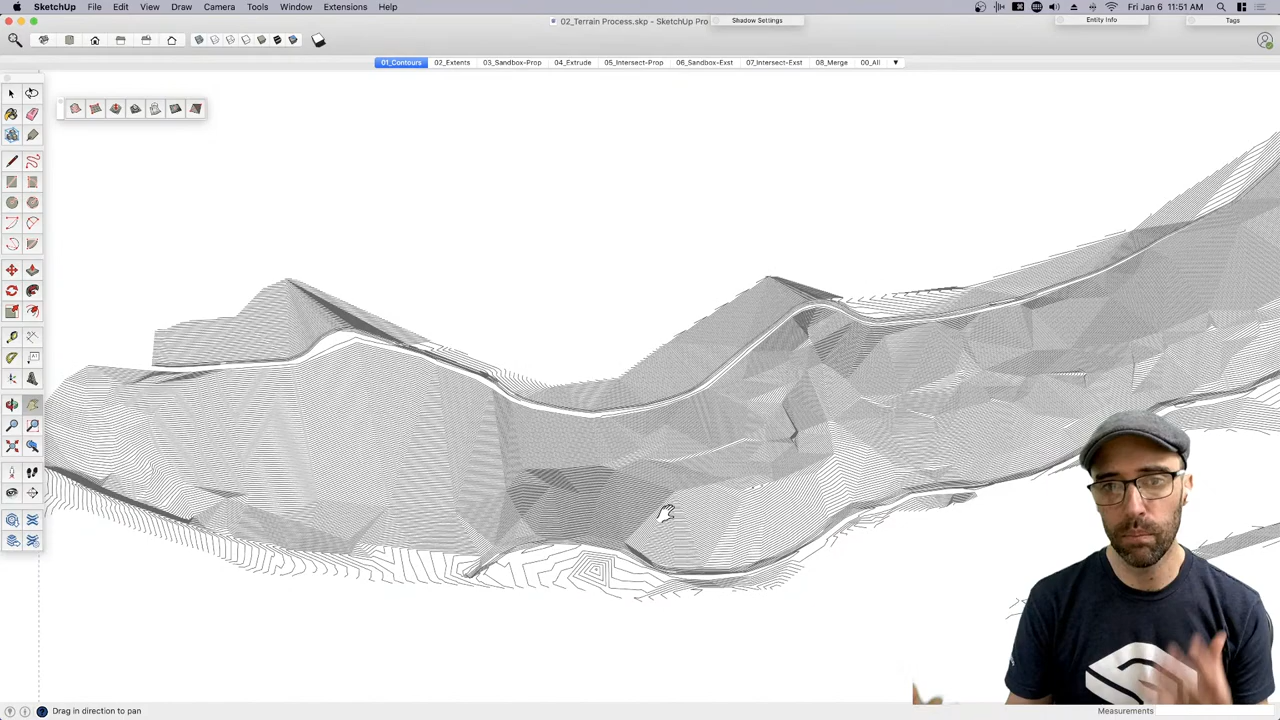 SketchUp File Edit View Draw Camera Tools Window Extensions Help
Fri Jan 6 11:51 AM
02_Terrain Process.skp - SketchUp Pro
Shadow Settings
Entity Info
Tags
01_Contours 02_Extents 03_Sandbox-Prop 04_Extrude 05_Intersect-Prop 06_Sandbox-Exst 07_Intersect-Exst 08_Merge 00_All
Drag in direction to pan
Measurements